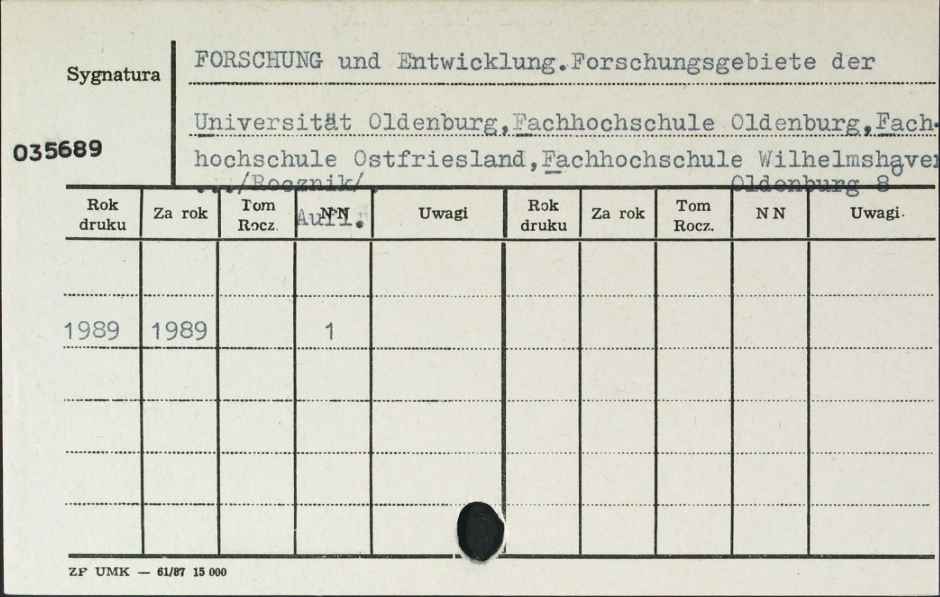 Sygnatura
FORSCHUNG und Entwicklung.Forschungsgebiete der
Universität Oldenburg,Fachhochschule Oldenburg,Fach-
035689
hochschule Ostfriesland,Fachhochschule Wilhelmshaven
.../Rocznik/. Oldenburg 8
Rok druku Za rok Tom Rocz. NN Uwagi Rok druku Za rok Tom Rocz. NN Uwagi
Aufl.
1989 1989 1
ZF UMK — 61/87 15 000